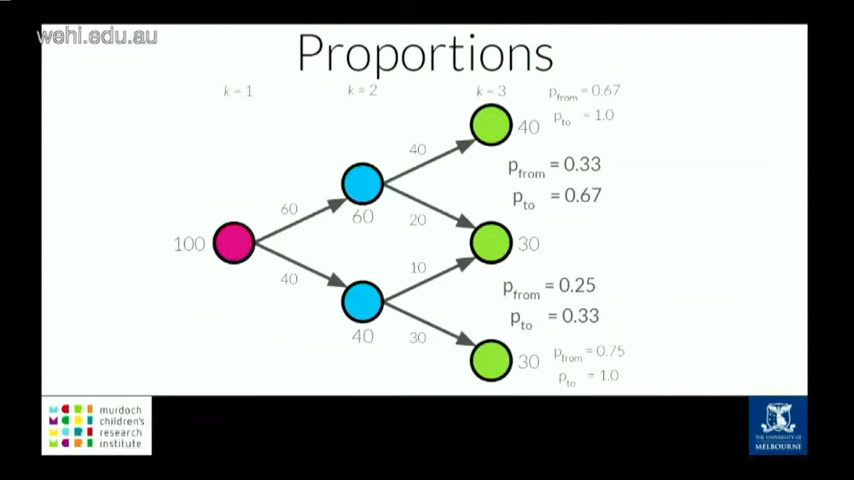 wehi.edu.au
Proportions
k = 1
k = 2
k = 3
p_from = 0.67
p_to = 1.0
40
40
p_from = 0.33
p_to = 0.67
60
60
20
100
30
40
10
p_from = 0.25
p_to = 0.33
40
30
30
p_from = 0.75
p_to = 1.0
murdoch
children's
research
institute
MCRI
THE UNIVERSITY OF
MELBOURNE